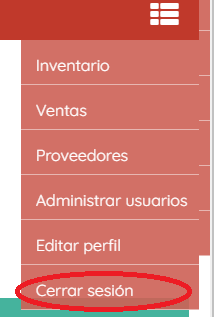 Inventario
Ventas
Proveedores
Administrar usuarios
Editar perfil
Cerrar sesión